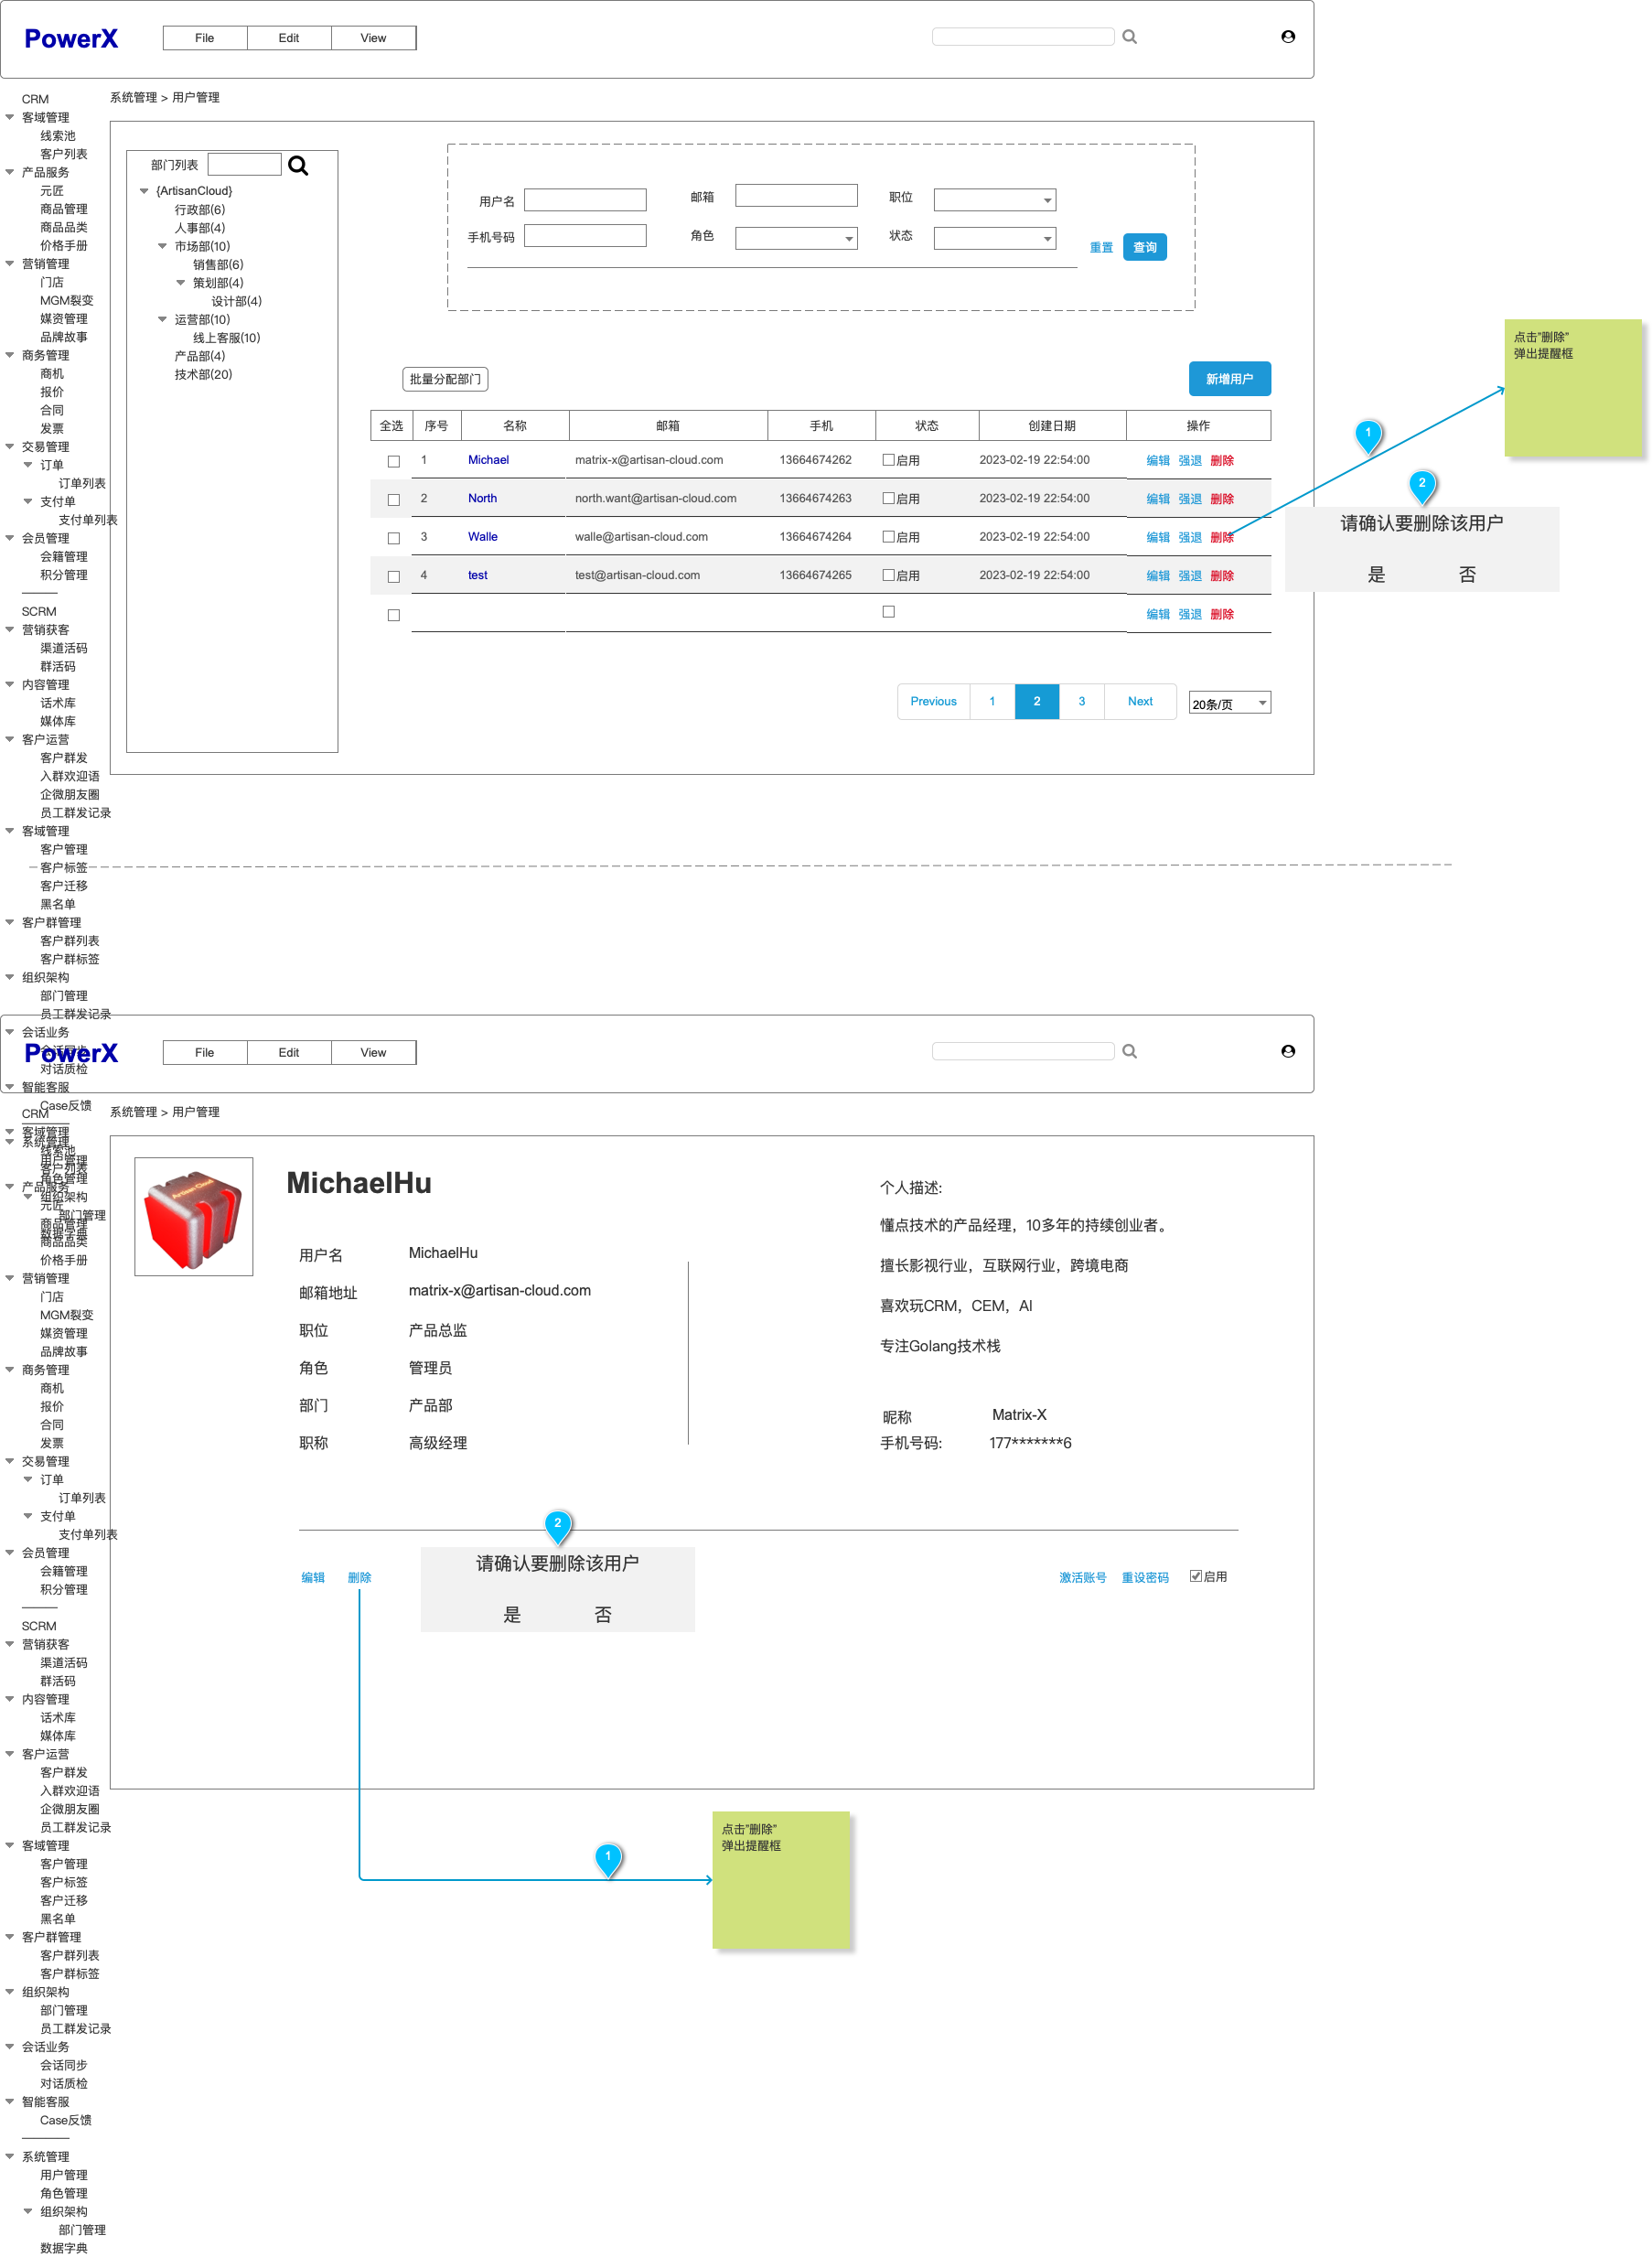 PowerX
File
Edit
View
系统管理 > 用户管理
CRM
客域管理
线索池
客户列表
产品服务
元匠
商品管理
商品品类
价格手册
营销管理
门店
MGM裂变
媒资管理
品牌故事
商务管理
商机
报价
合同
发票
交易管理
订单
订单列表
支付单
支付单列表
会员管理
会籍管理
积分管理
SCRM
营销获客
渠道活码
群活码
内容管理
话术库
媒体库
客户运营
客户群发
入群欢迎语
企微朋友圈
员工群发记录
客域管理
客户管理
客户标签
客户迁移
黑名单
客户群管理
客户群列表
客户群标签
组织架构
部门管理
员工群发记录
会话业务
会话同步
对话质检
智能客服
Case反馈
系统管理
用户管理
角色管理
组织架构
部门管理
数据字典
部门列表
{ArtisanCloud}
行政部(6)
人事部(4)
市场部(10)
销售部(6)
策划部(4)
设计部(4)
运营部(10)
线上客服(10)
产品部(4)
技术部(20)
用户名
邮箱
职位
手机号码
角色
状态
重置
查询
批量分配部门
新增用户
全选 序号 名称 邮箱 手机 状态 创建日期 操作
1 Michael matrix-x@artisan-cloud.com 13664674262 启用 2023-02-19 22:54:00 编辑 强退 删除
2 North north.want@artisan-cloud.com 13664674263 启用 2023-02-19 22:54:00 编辑 强退 删除
3 Walle walle@artisan-cloud.com 13664674264 启用 2023-02-19 22:54:00 编辑 强退 删除
4 test test@artisan-cloud.com 13664674265 启用 2023-02-19 22:54:00 编辑 强退 删除
编辑 强退 删除
Previous 1 2 3 Next
20条/页
点击"删除"
弹出提醒框
1
2
请确认要删除该用户
是 否
PowerX
File
Edit
View
系统管理 > 用户管理
CRM
客域管理
线索池
客户列表
产品服务
元匠
商品管理
商品品类
价格手册
营销管理
门店
MGM裂变
媒资管理
品牌故事
商务管理
商机
报价
合同
发票
交易管理
订单
订单列表
支付单
支付单列表
会员管理
会籍管理
积分管理
SCRM
营销获客
渠道活码
群活码
内容管理
话术库
媒体库
客户运营
客户群发
入群欢迎语
企微朋友圈
员工群发记录
客域管理
客户管理
客户标签
客户迁移
黑名单
客户群管理
客户群列表
客户群标签
组织架构
部门管理
员工群发记录
会话业务
会话同步
对话质检
智能客服
Case反馈
系统管理
用户管理
角色管理
组织架构
部门管理
数据字典
Artisan Cloud
MichaelHu
用户名 MichaelHu
邮箱地址 matrix-x@artisan-cloud.com
职位 产品总监
角色 管理员
部门 产品部
职称 高级经理
个人描述:
懂点技术的产品经理，10多年的持续创业者。
擅长影视行业，互联网行业，跨境电商
喜欢玩CRM，CEM，AI
专注Golang技术栈
昵称 Matrix-X
手机号码: 177*******6
2
请确认要删除该用户
是 否
编辑 删除
激活账号 重设密码 启用
1
点击"删除"
弹出提醒框